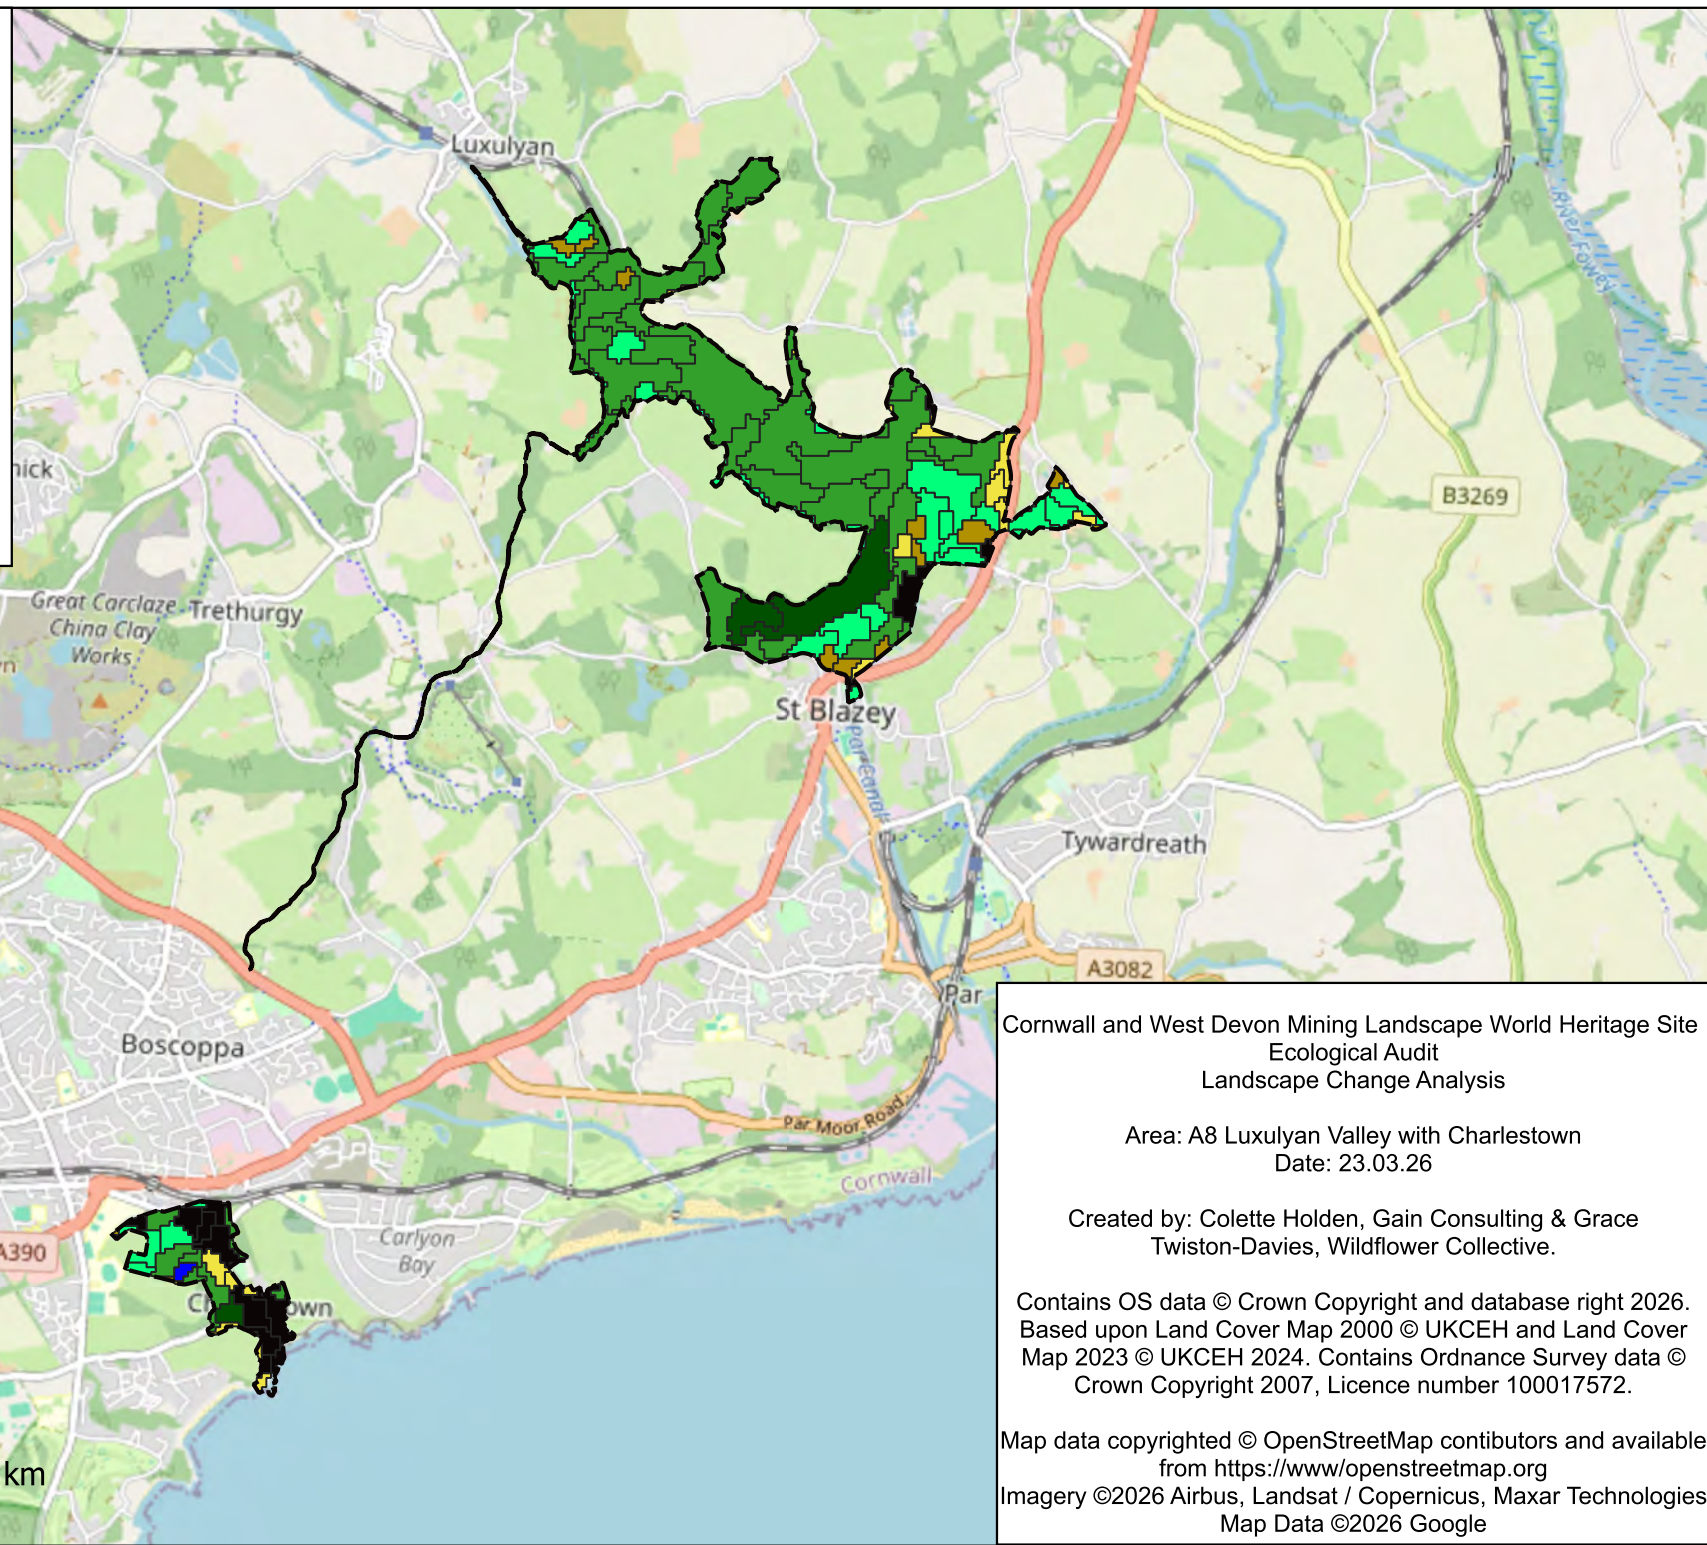 Luxulyan
River Fowey
nick
B3269
Great Carclaze
China Clay
Works
Trethurgy
St Blazey
Par Canal
Tywardreath
A3082
Par
Boscoppa
Par Moor Road
Cornwall
Carlyon
Bay
A390
Ch
own
km
Cornwall and West Devon Mining Landscape World Heritage Site
Ecological Audit
Landscape Change Analysis
Area: A8 Luxulyan Valley with Charlestown
Date: 23.03.26
Created by: Colette Holden, Gain Consulting & Grace
Twiston-Davies, Wildflower Collective.
Contains OS data © Crown Copyright and database right 2026.
Based upon Land Cover Map 2000 © UKCEH and Land Cover
Map 2023 © UKCEH 2024. Contains Ordnance Survey data ©
Crown Copyright 2007, Licence number 100017572.
Map data copyrighted © OpenStreetMap contibutors and available
from https://www/openstreetmap.org
Imagery ©2026 Airbus, Landsat / Copernicus, Maxar Technologies
Map Data ©2026 Google